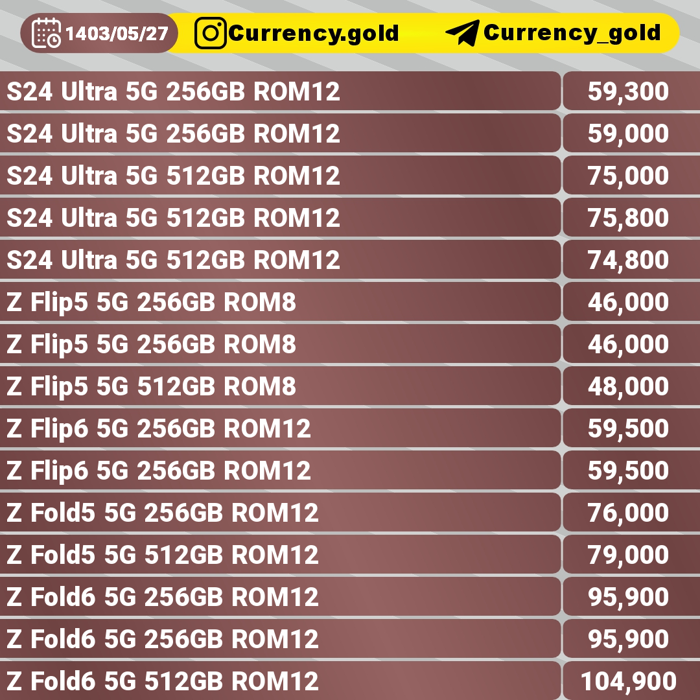 1403/05/27 Currency.gold Currency_gold
S24 Ultra 5G 256GB ROM12 59,300
S24 Ultra 5G 256GB ROM12 59,000
S24 Ultra 5G 512GB ROM12 75,000
S24 Ultra 5G 512GB ROM12 75,800
S24 Ultra 5G 512GB ROM12 74,800
Z Flip5 5G 256GB ROM8 46,000
Z Flip5 5G 256GB ROM8 46,000
Z Flip5 5G 512GB ROM8 48,000
Z Flip6 5G 256GB ROM12 59,500
Z Flip6 5G 256GB ROM12 59,500
Z Fold5 5G 256GB ROM12 76,000
Z Fold5 5G 512GB ROM12 79,000
Z Fold6 5G 256GB ROM12 95,900
Z Fold6 5G 256GB ROM12 95,900
Z Fold6 5G 512GB ROM12 104,900